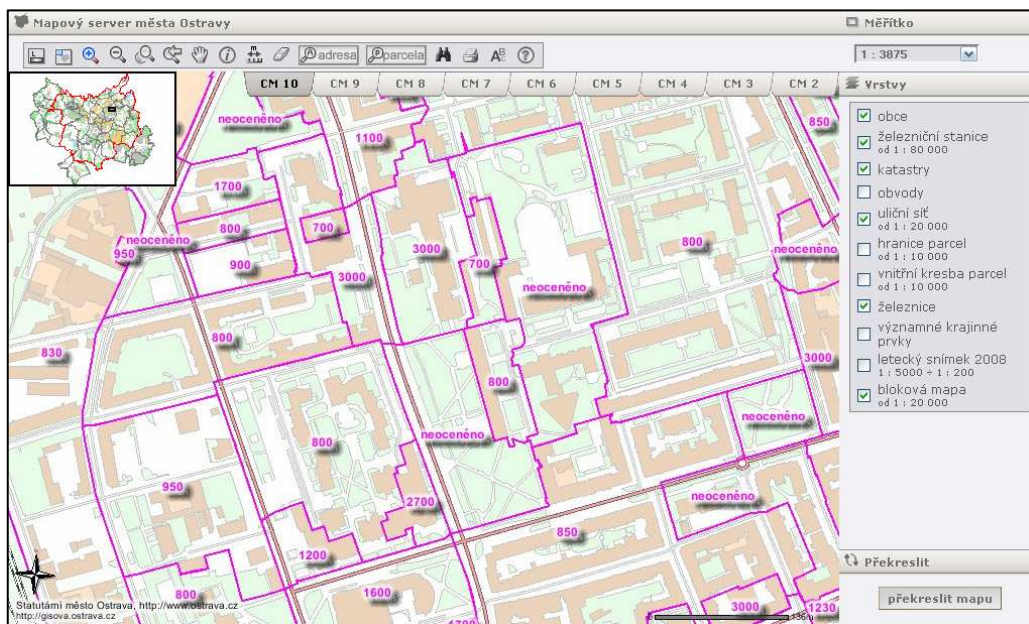 Mapový server města Ostravy
Měřítko
adresa
parcela
1 : 3875
CM 10
CM 9
CM 8
CM 7
CM 6
CM 5
CM 4
CM 3
CM 2
Vrstvy
obce
železniční stanice
od 1 : 80 000
katastry
obvody
uliční síť
od 1 : 20 000
hranice parcel
od 1 : 10 000
vnitřní kresba parcel
od 1 : 10 000
železnice
významné krajinné
prvky
letecký snímek 2008
1 : 5000 ÷ 1 : 200
bloková mapa
od 1 : 20 000
neoceněno
850
1100
1700
800
700
neoceněno
950
900
3000
3000
700
800
neoceněno
neoceněno
830
800
800
3000
800
neoceněno
neoceněno
950
2700
neoceněno
1200
850
800
1600
3000
1230
Statutární město Ostrava, http://www.ostrava.cz
http://gisova.ostrava.cz
Překreslit
překreslit mapu